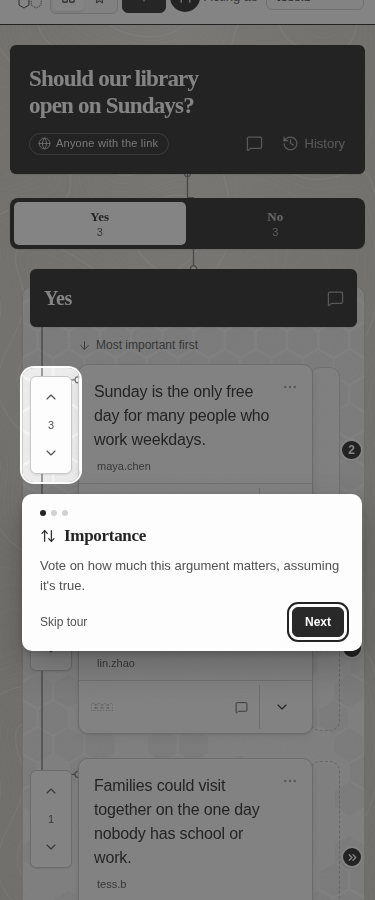 Should our library
open on Sundays?
Anyone with the link
History
Yes
3
No
3
Yes
Most important first
3
Sunday is the only free
day for many people who
work weekdays.
maya.chen
2
Importance
Vote on how much this argument matters, assuming
it's true.
Skip tour
Next
lin.zhao
1
Families could visit
together on the one day
nobody has school or
work.
tess.b